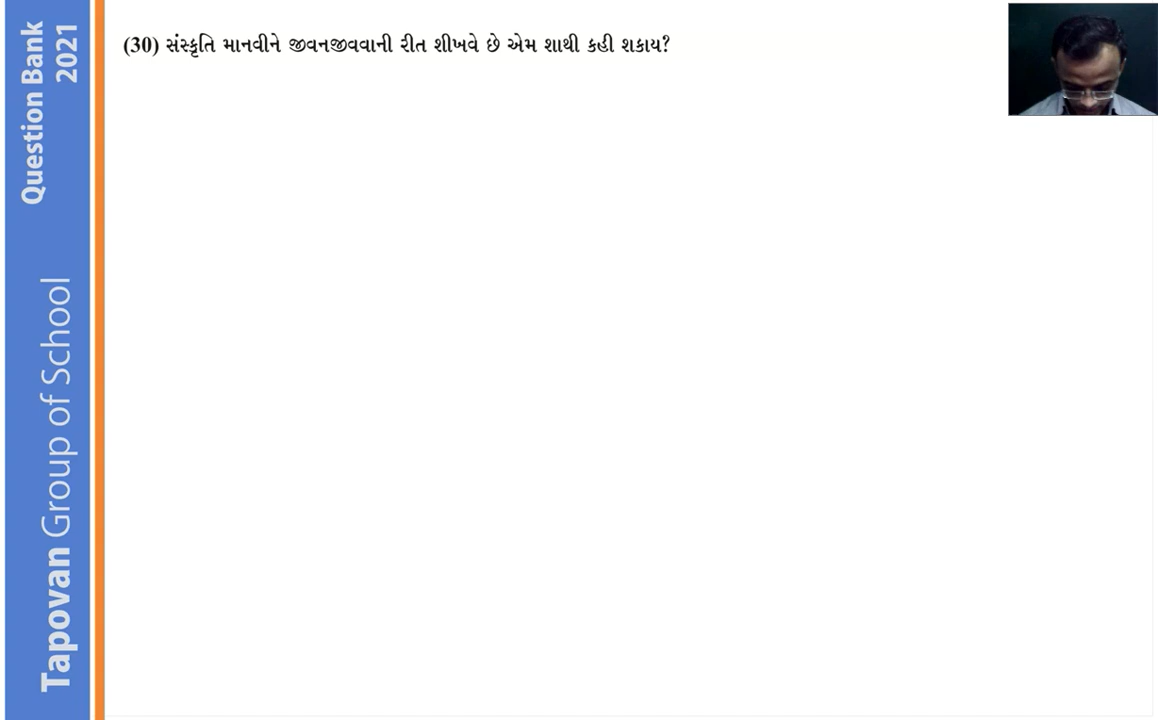 Question Bank
2021
Tapovan Group of School
(30) સંસ્કૃતિ માનવીને જીવનજીવવાની રીત શીખવે છે એમ શાથી કહી શકાય?